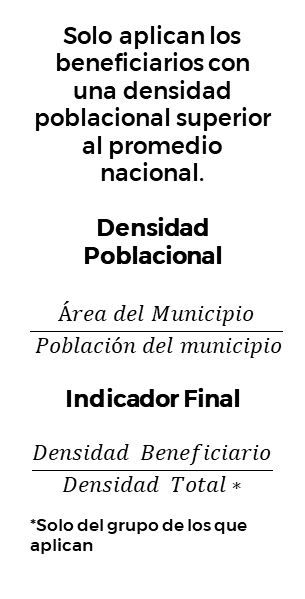 Solo aplican los
beneficiarios con
una densidad
poblacional superior
al promedio
nacional.
Densidad
Poblacional
Área del Municipio
Población del municipio
Indicador Final
Densidad Beneficiario
Densidad Total *
*Solo del grupo de los que
aplican